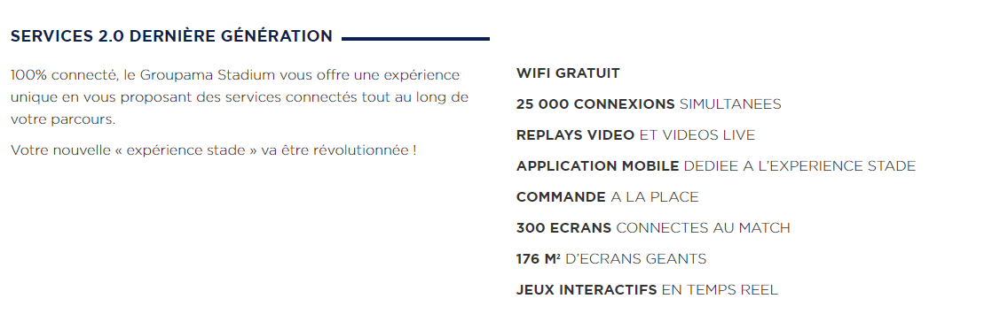 SERVICES 2.0 DERNIÈRE GÉNÉRATION
100% connecté, le Groupama Stadium vous offre une expérience
unique en vous proposant des services connectés tout au long de
votre parcours.
Votre nouvelle « expérience stade » va être révolutionnée !
WIFI GRATUIT
25 000 CONNEXIONS SIMULTANEES
REPLAYS VIDEO ET VIDEOS LIVE
APPLICATION MOBILE DEDIEE A L'EXPERIENCE STADE
COMMANDE A LA PLACE
300 ECRANS CONNECTES AU MATCH
176 M² D'ECRANS GEANTS
JEUX INTERACTIFS EN TEMPS REEL